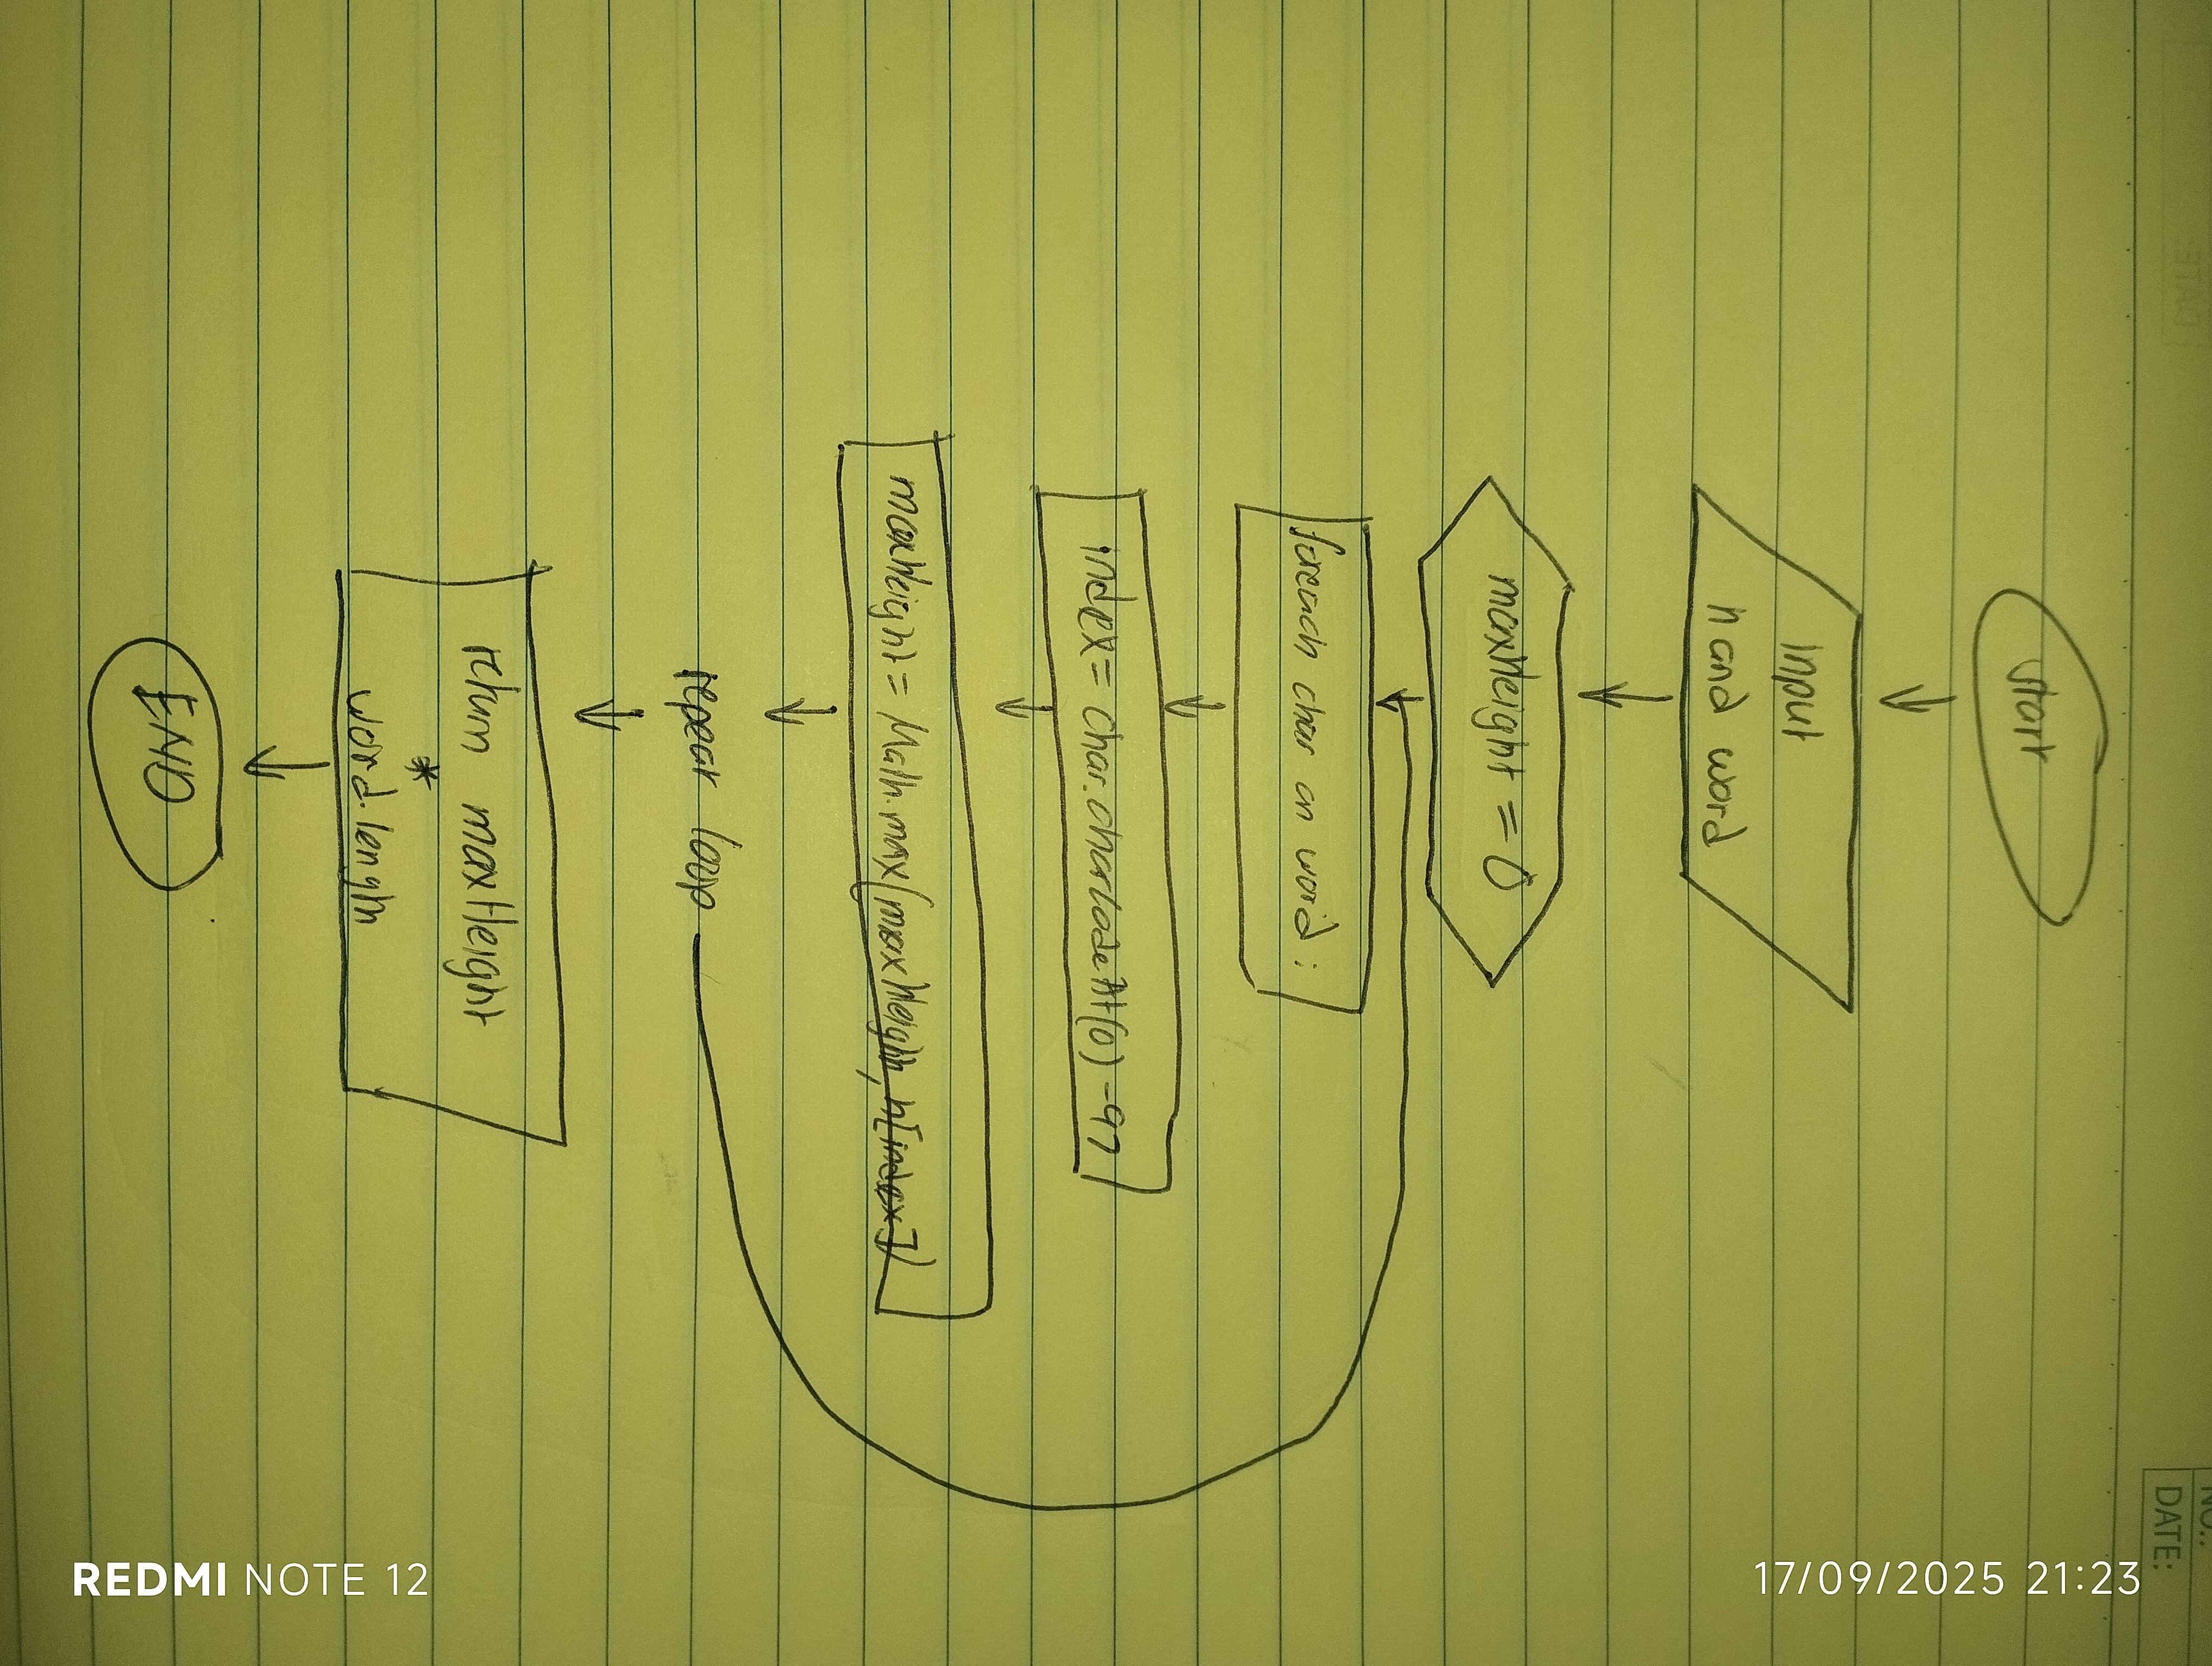 Start
Input
h and word
maxHeight = 0
foreach char on word :
index = char.charCodeAt(0) -97
maxHeight = Math.max(maxHeight, h[index])
repear loop
return maxHeight
*
word.length
END
NO.:
DATE:
REDMI NOTE 12
17/09/2025 21:23